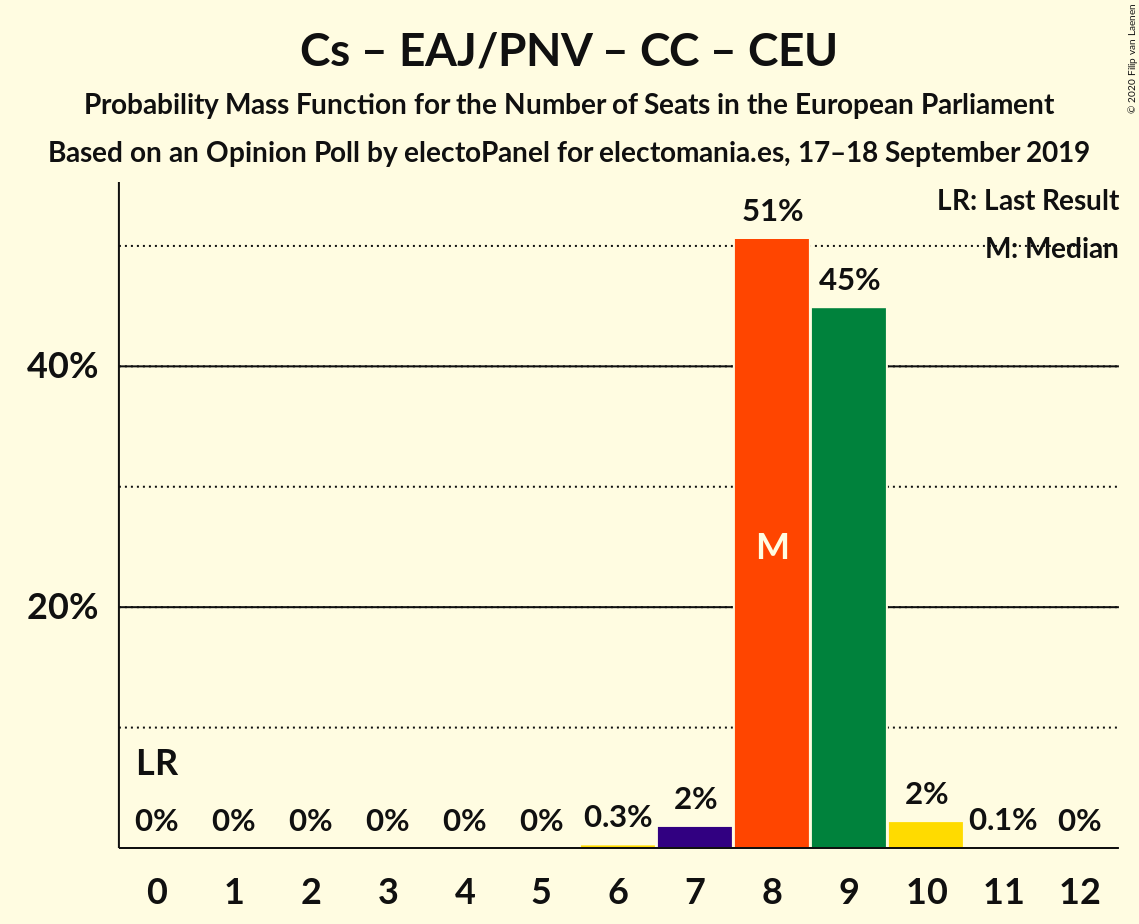 Cs – EAJ/PNV – CC – CEU
Probability Mass Function for the Number of Seats in the European Parliament
Based on an Opinion Poll by electoPanel for electomania.es, 17–18 September 2019
© 2020 Filip van Laenen
LR: Last Result
M: Median
51%
45%
40%
M
20%
LR
0% 0% 0% 0% 0% 0% 0.3% 2% 2% 0.1% 0%
0 1 2 3 4 5 6 7 8 9 10 11 12